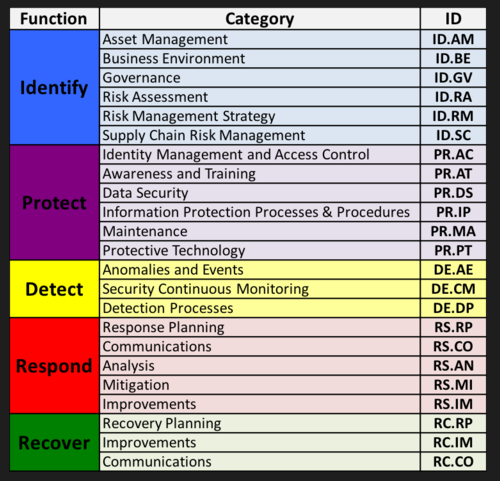 Function Category ID
Identify
Asset Management ID.AM
Business Environment ID.BE
Governance ID.GV
Risk Assessment ID.RA
Risk Management Strategy ID.RM
Supply Chain Risk Management ID.SC
Protect
Identity Management and Access Control PR.AC
Awareness and Training PR.AT
Data Security PR.DS
Information Protection Processes & Procedures PR.IP
Maintenance PR.MA
Protective Technology PR.PT
Detect
Anomalies and Events DE.AE
Security Continuous Monitoring DE.CM
Detection Processes DE.DP
Respond
Response Planning RS.RP
Communications RS.CO
Analysis RS.AN
Mitigation RS.MI
Improvements RS.IM
Recover
Recovery Planning RC.RP
Improvements RC.IM
Communications RC.CO